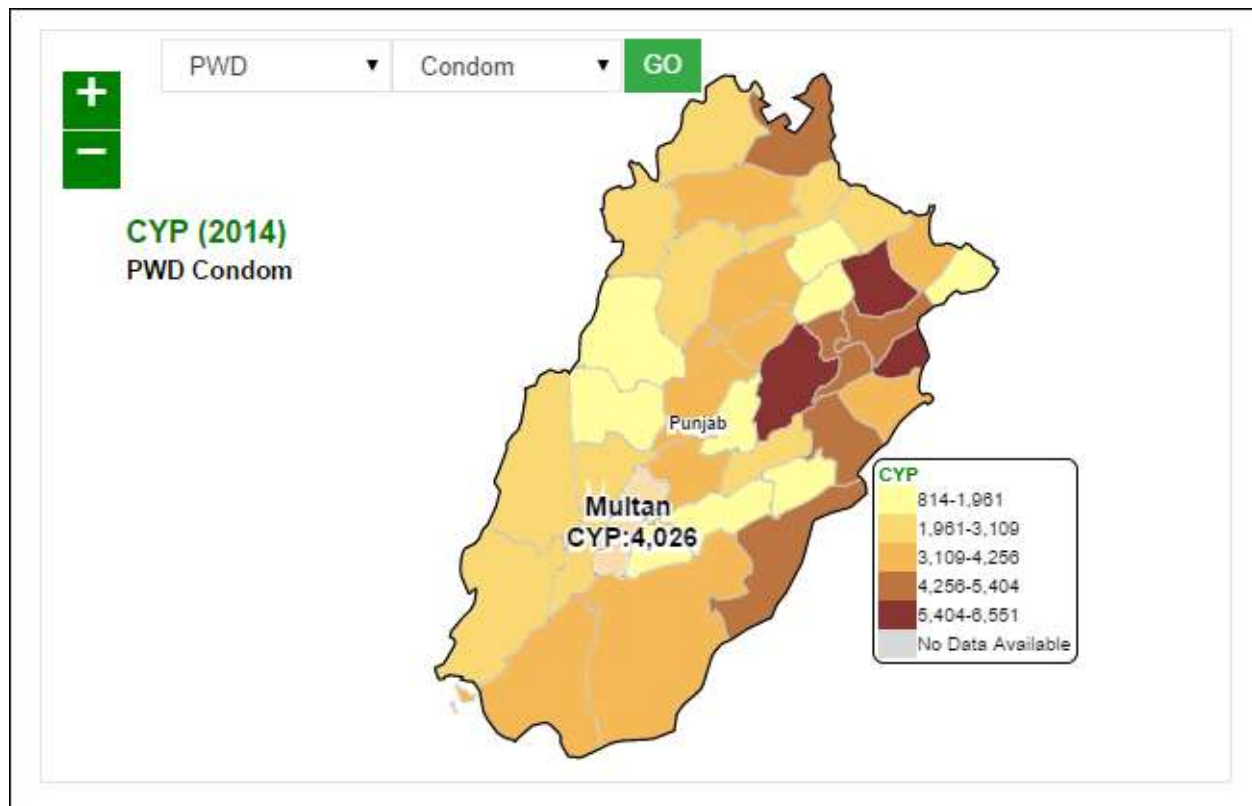 PWD Condom GO
+
−
CYP (2014)
PWD Condom
Punjab
Multan
CYP:4,026
CYP
814-1,961
1,961-3,109
3,109-4,256
4,256-5,404
5,404-6,551
No Data Available